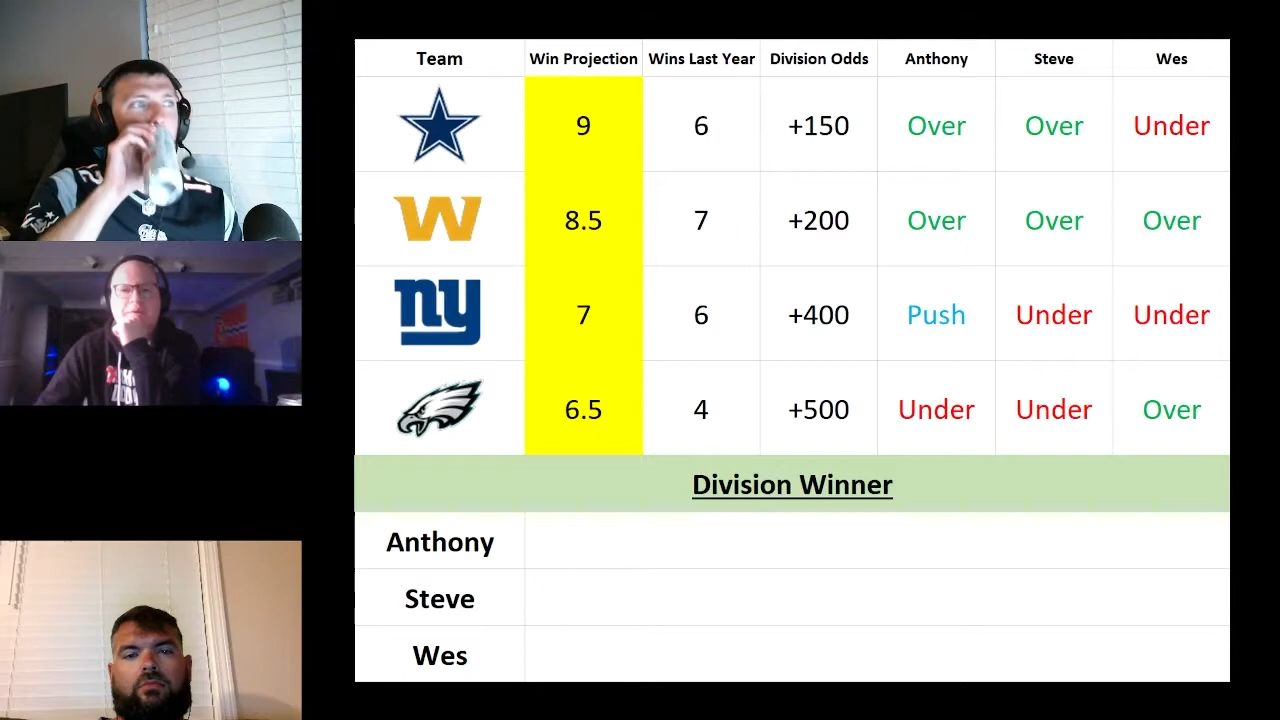 Team Win Projection Wins Last Year Division Odds Anthony Steve Wes
9 6 +150 Over Over Under
W 8.5 7 +200 Over Over Over
ny 7 6 +400 Push Under Under
6.5 4 +500 Under Under Over
Division Winner
Anthony
Steve
Wes